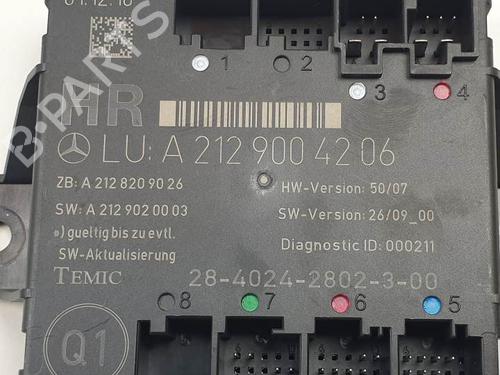 01.12.10
1
2
3
4
HR
LU: A 212 900 42 06
ZB: A 212 820 90 26
HW-Version: 50/07
SW: A 212 902 00 03
SW-Version: 26/09_00
*) gueltig bis zu evtl.
SW-Aktualisierung
Diagnostic ID: 000211
TEMIC
28-4024-2802-3-00
8
7
6
5
Q1
B-PARTS